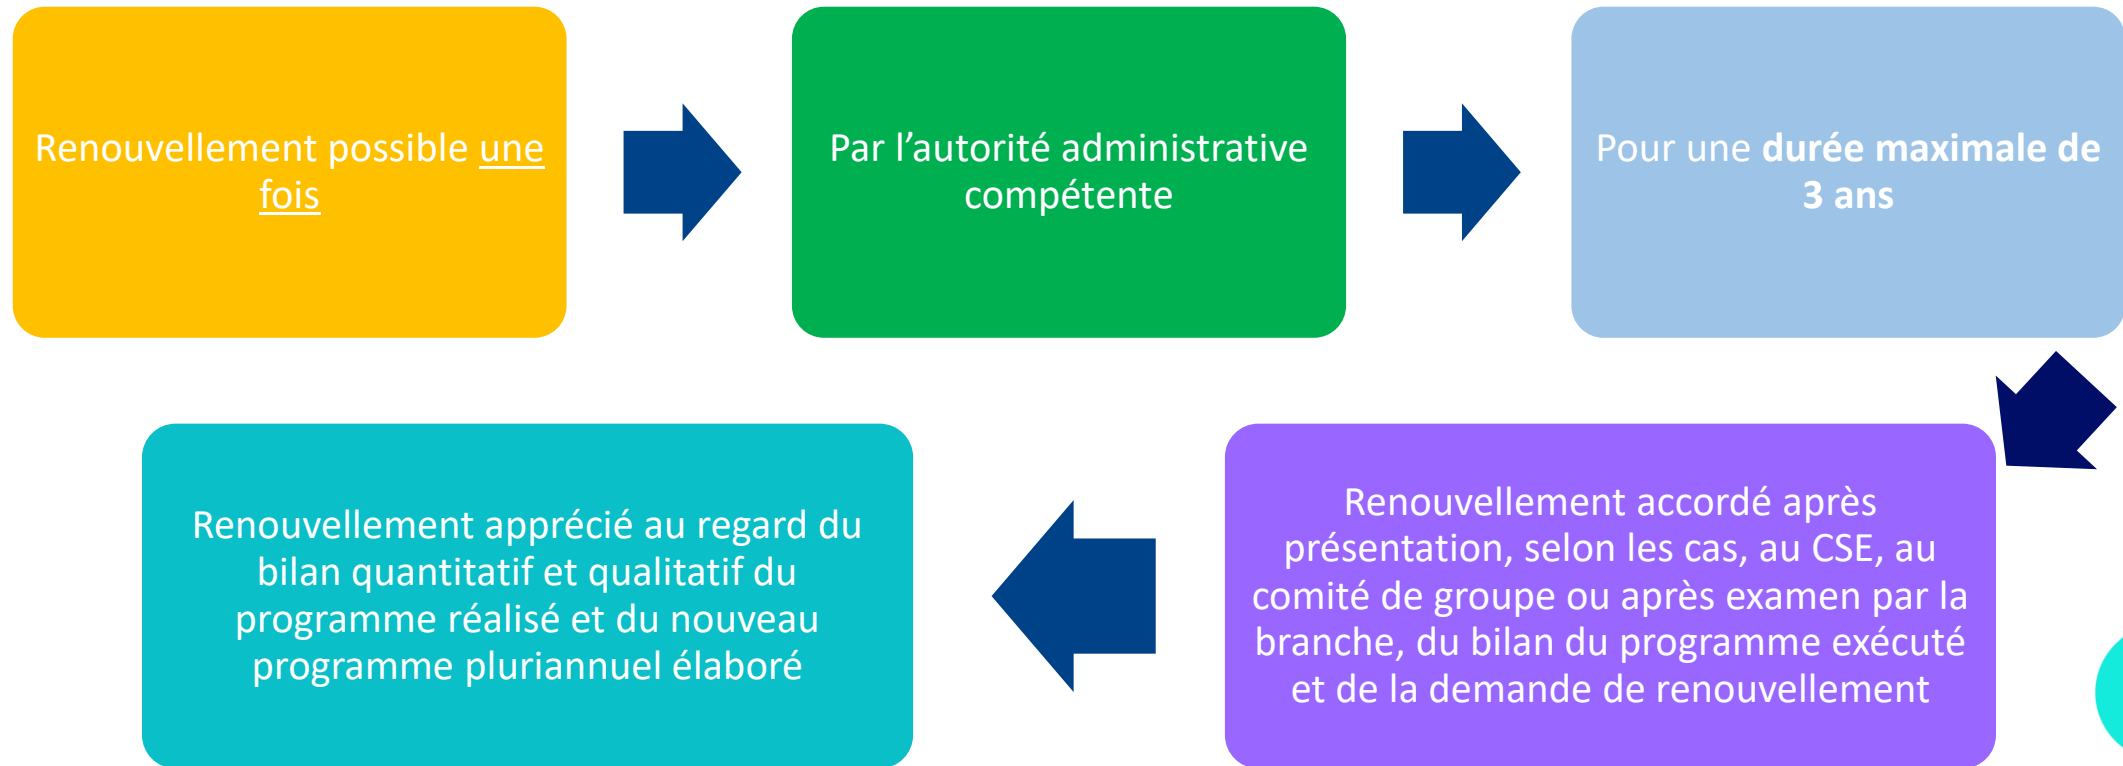 Renouvellement possible une
fois
Par l’autorité administrative
compétente
Pour une durée maximale de
3 ans
Renouvellement accordé après
présentation, selon les cas, au CSE, au
comité de groupe ou après examen par la
branche, du bilan du programme exécuté
et de la demande de renouvellement
Renouvellement apprécié au regard du
bilan quantitatif et qualitatif du
programme réalisé et du nouveau
programme pluriannuel élaboré